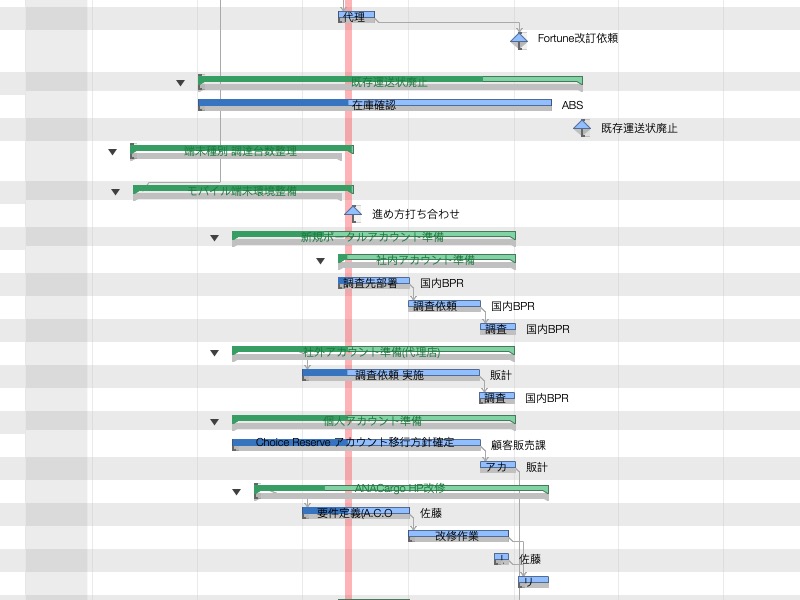 代理
Fortune改訂依頼
既存運送状廃止
在庫確認 ABS
既存運送状廃止
端末種別 調達台数整理
モバイル端末環境整備
進め方打ち合わせ
新規ポータルアカウント準備
社内アカウント準備
調査先部署 国内BPR
調査依頼 国内BPR
調査 国内BPR
社外アカウント準備(代理店)
調査依頼 実施 販計
調査 国内BPR
個人アカウント準備
Choice Reserve アカウント移行方針確定 顧客販売課
アカ 販計
ANACargo HP改修
要件定義(A.C.O 佐藤
改修作業
佐藤
リ